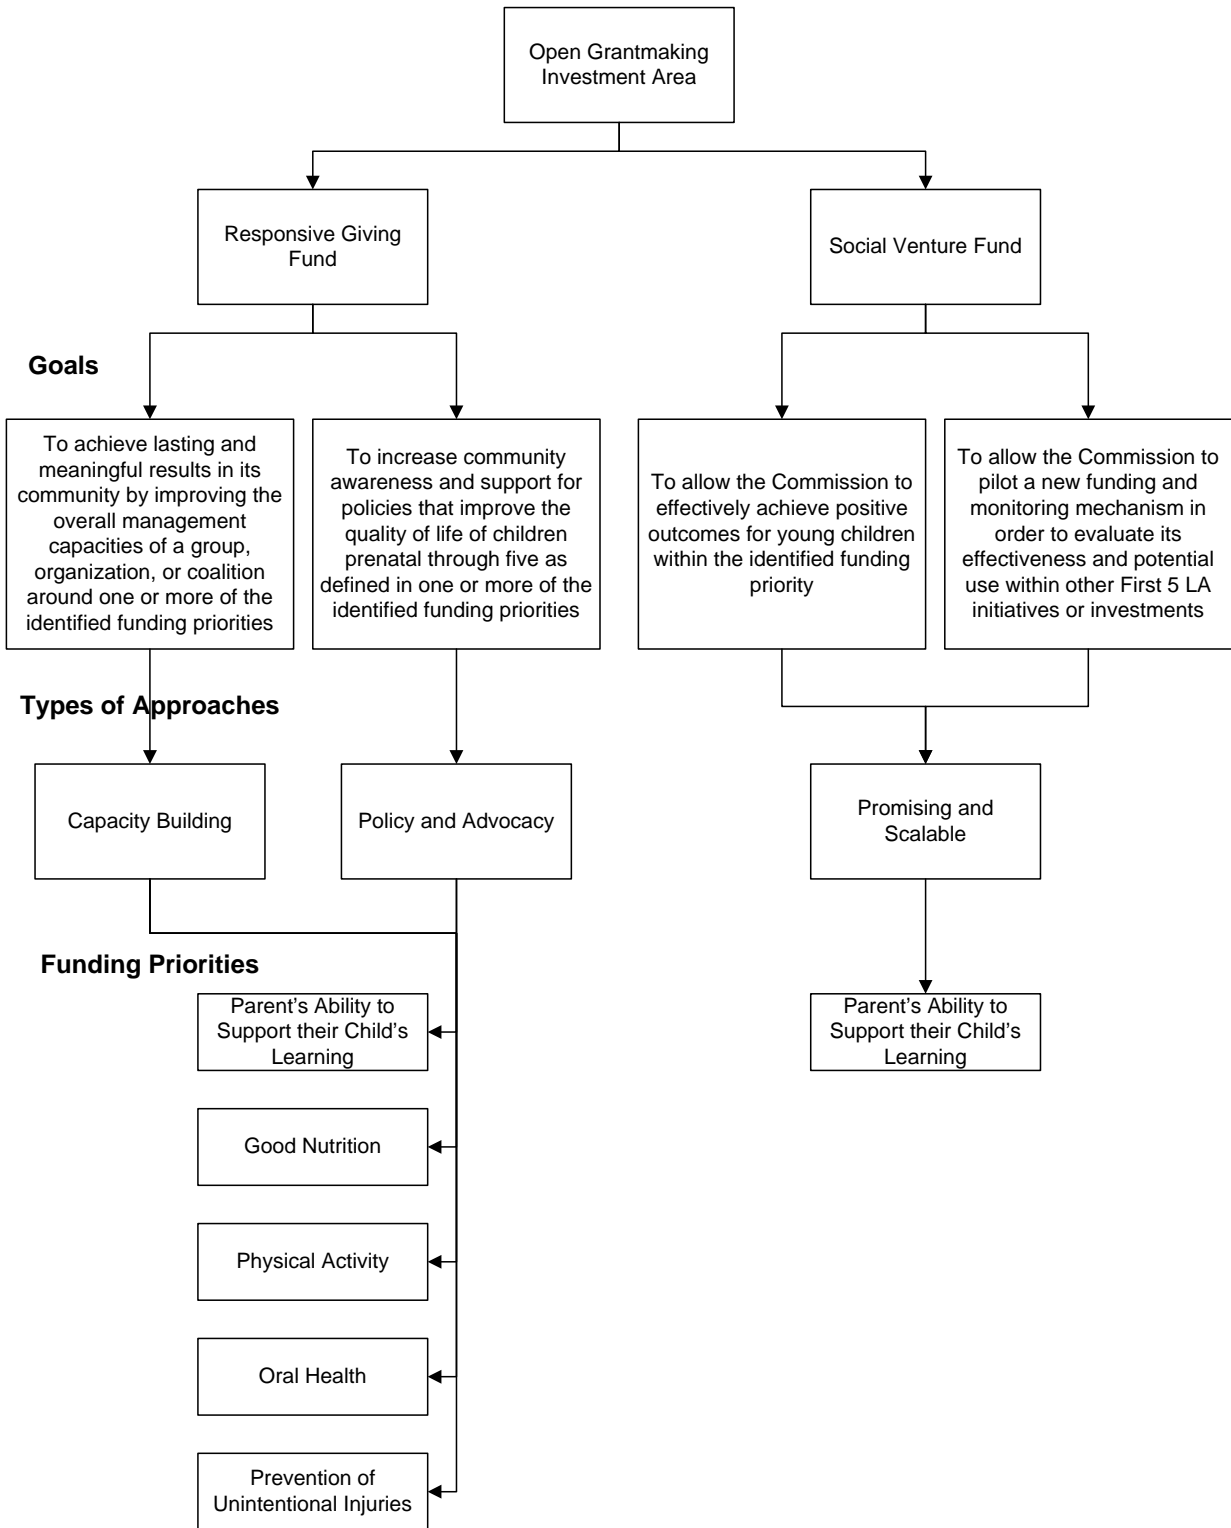 Open Grantmaking
Investment Area
Responsive Giving
Fund
Social Venture Fund
Goals
To achieve lasting and
meaningful results in its
community by improving the
overall management
capacities of a group,
organization, or coalition
around one or more of the
identified funding priorities
To increase community
awareness and support for
policies that improve the
quality of life of children
prenatal through five as
defined in one or more of the
identified funding priorities
To allow the Commission to
effectively achieve positive
outcomes for young children
within the identified funding
priority
To allow the Commission to
pilot a new funding and
monitoring mechanism in
order to evaluate its
effectiveness and potential
use within other First 5 LA
initiatives or investments
Types of Approaches
Capacity Building
Policy and Advocacy
Promising and
Scalable
Funding Priorities
Parent’s Ability to
Support their Child’s
Learning
Parent’s Ability to
Support their Child’s
Learning
Good Nutrition
Physical Activity
Oral Health
Prevention of
Unintentional Injuries